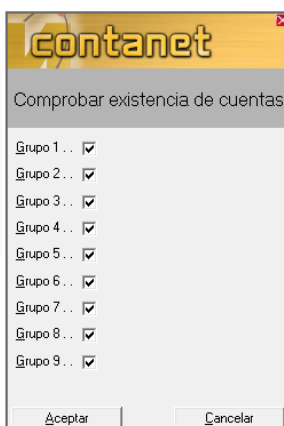 contanet
Comprobar existencia de cuentas
Grupo 1 . .
Grupo 2 . .
Grupo 3 . .
Grupo 4 . .
Grupo 5 . .
Grupo 6 . .
Grupo 7 . .
Grupo 8 . .
Grupo 9 . .
Aceptar Cancelar